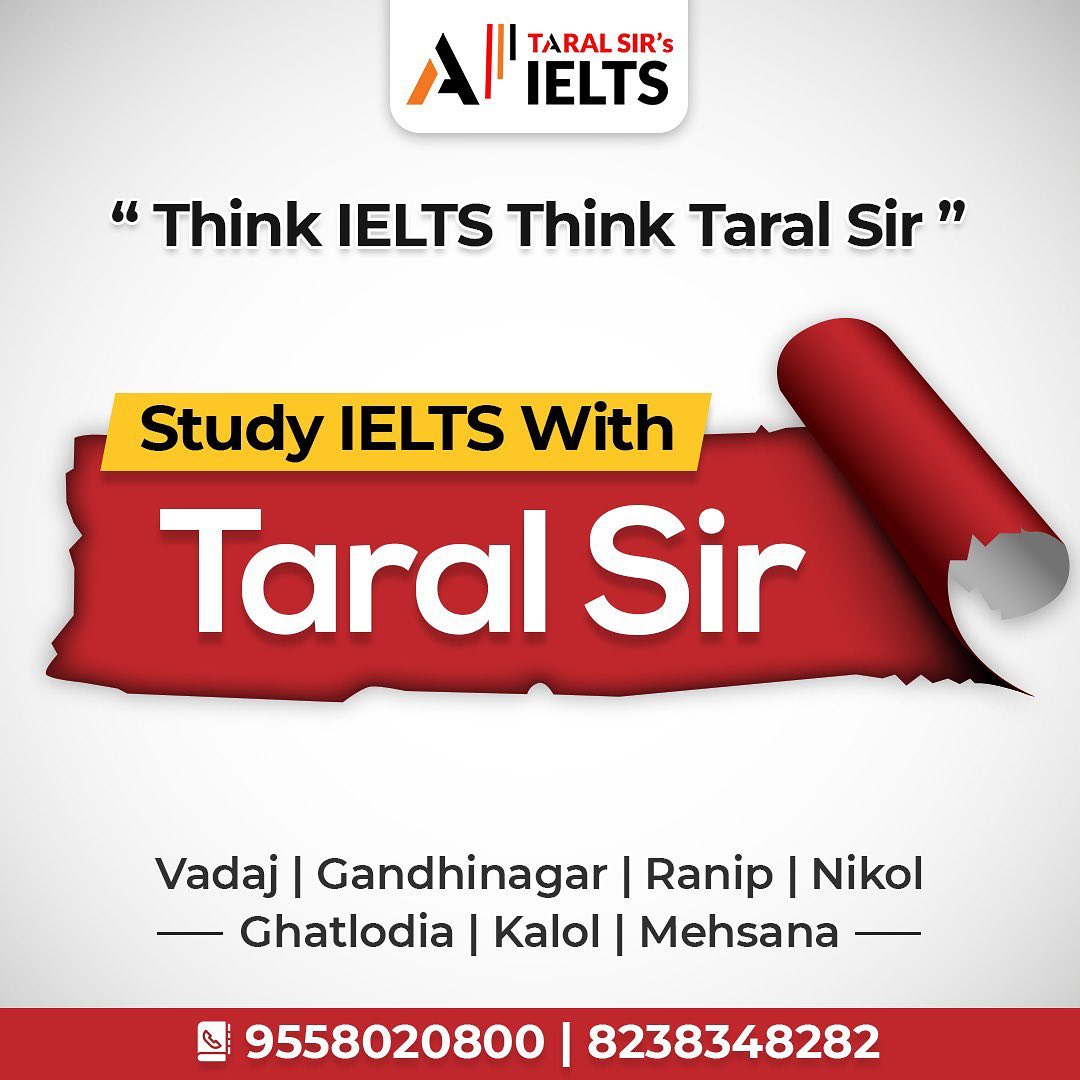 TARAL SIR's
IELTS
“ Think IELTS Think Taral Sir ”
Study IELTS With
Taral Sir
Vadaj | Gandhinagar | Ranip | Nikol
Ghatlodia | Kalol | Mehsana
9558020800 | 8238348282